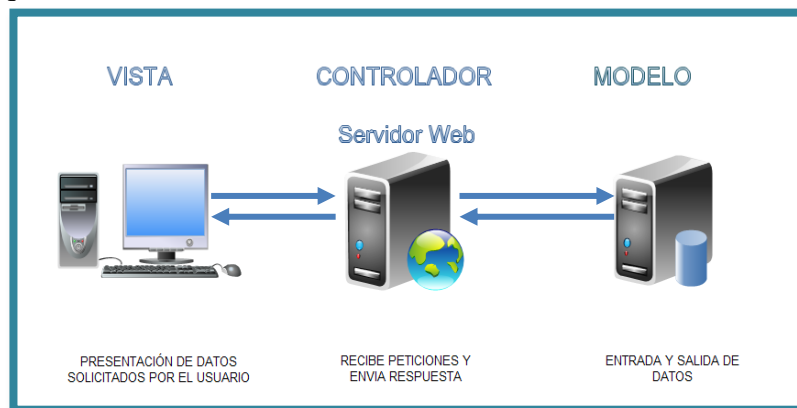 VISTA
CONTROLADOR
MODELO
Servidor Web
PRESENTACIÓN DE DATOS
SOLICITADOS POR EL USUARIO
RECIBE PETICIONES Y
ENVIA RESPUESTA
ENTRADA Y SALIDA DE
DATOS